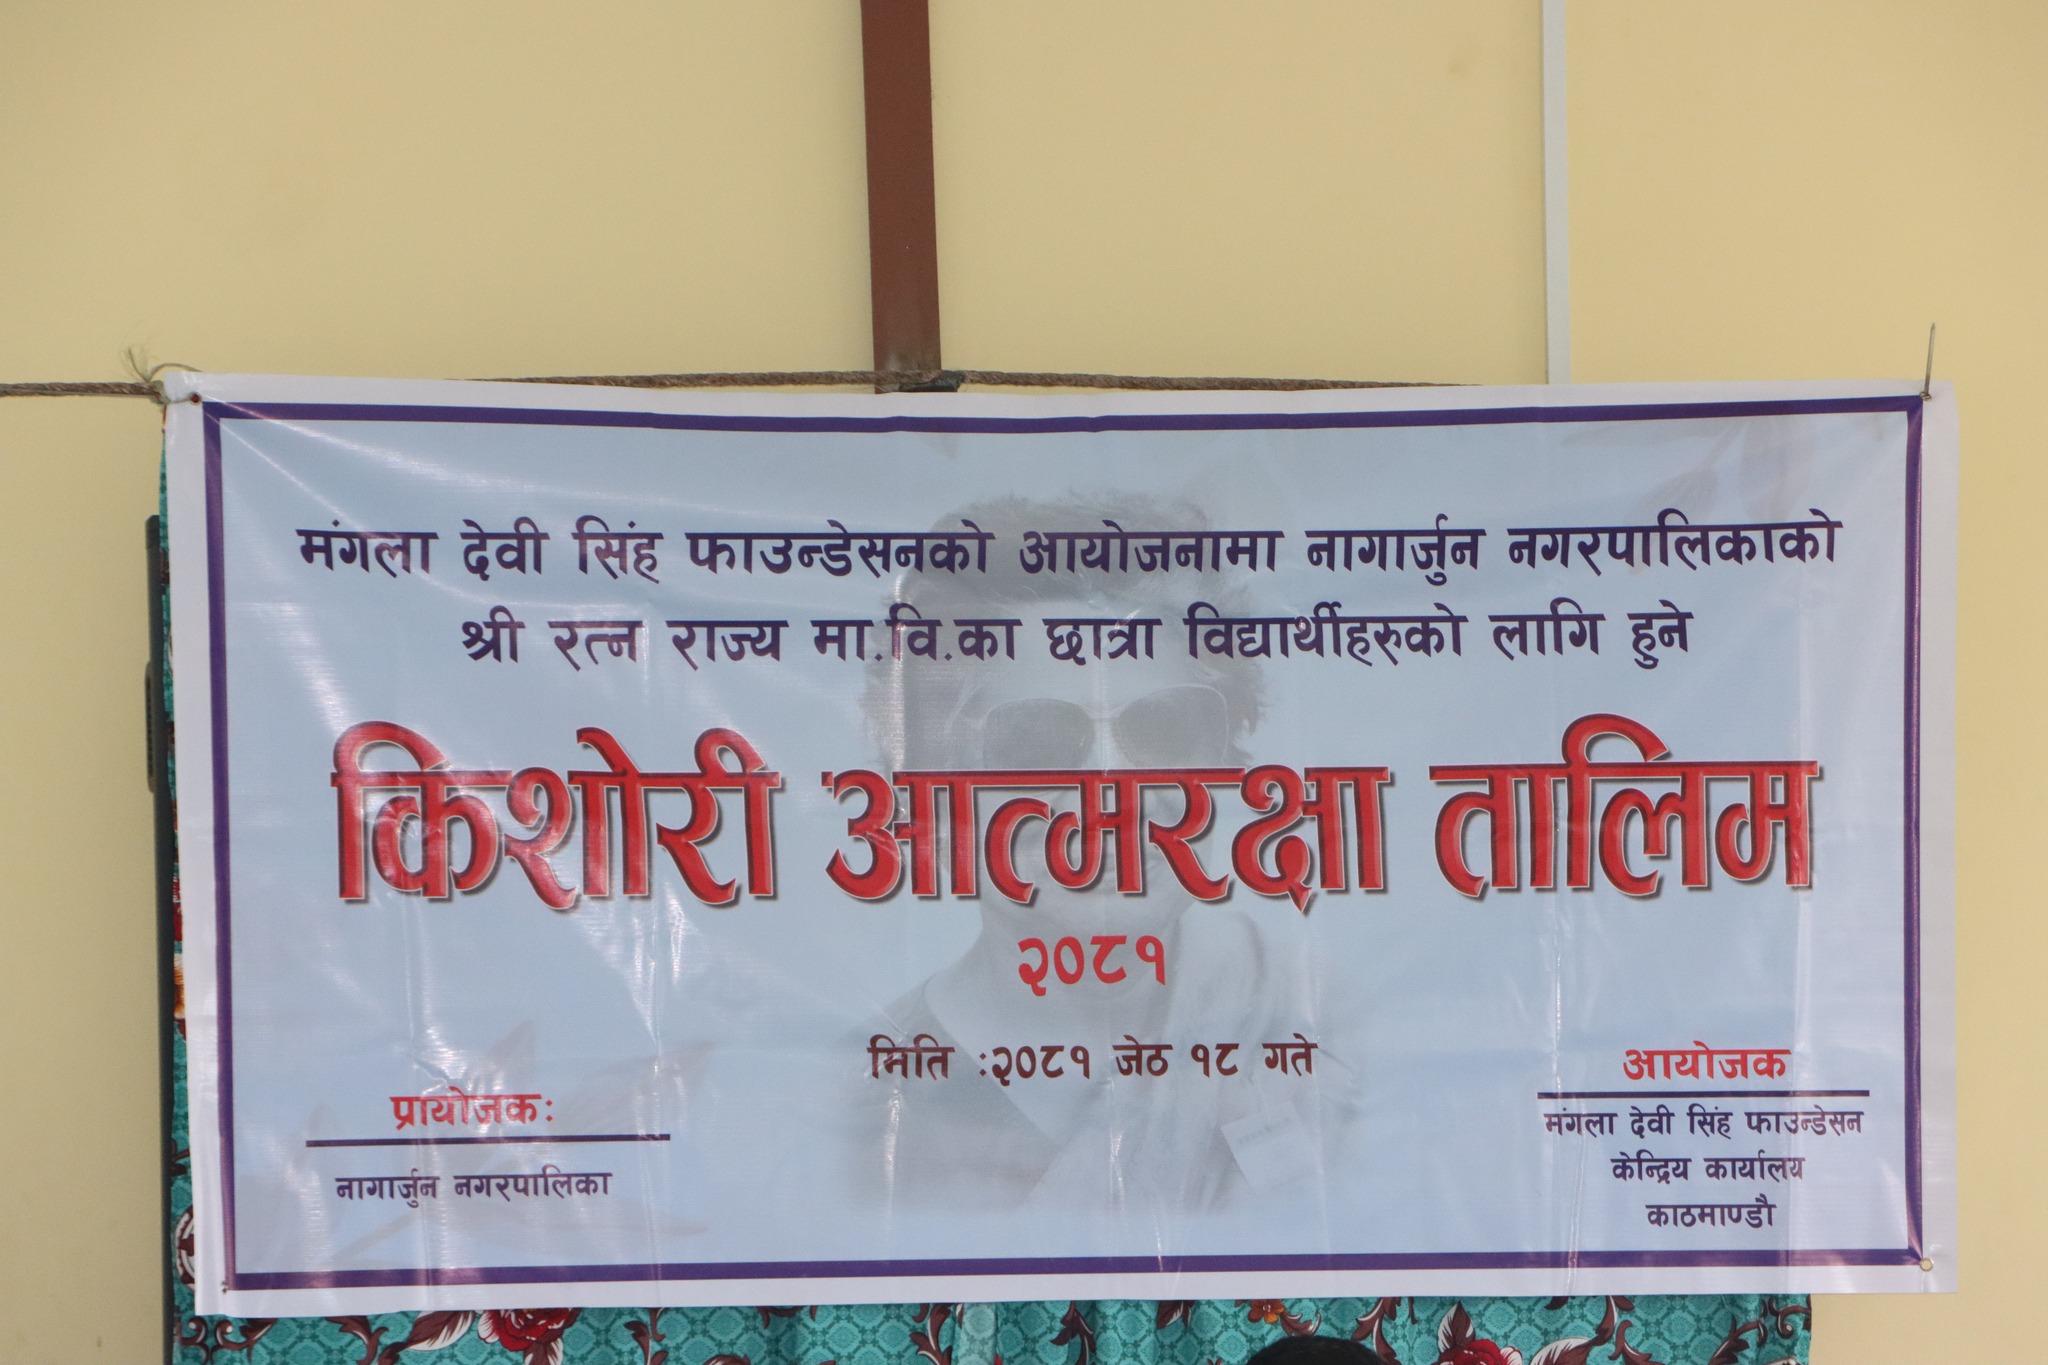 मंगला देवी सिंह फाउन्डेसनको आयोजनामा नागार्जुन नगरपालिकाको
श्री रत्न राज्य मा.वि.का छात्रा विद्यार्थीहरुको लागि हुने
किशोरी आत्मरक्षा तालिम
२०८१
मिति :२०८१ जेठ १८ गते
प्रायोजक:
नागार्जुन नगरपालिका
आयोजक
मंगला देवी सिंह फाउन्डेसन
केन्द्रिय कार्यालय
काठमाण्डौ